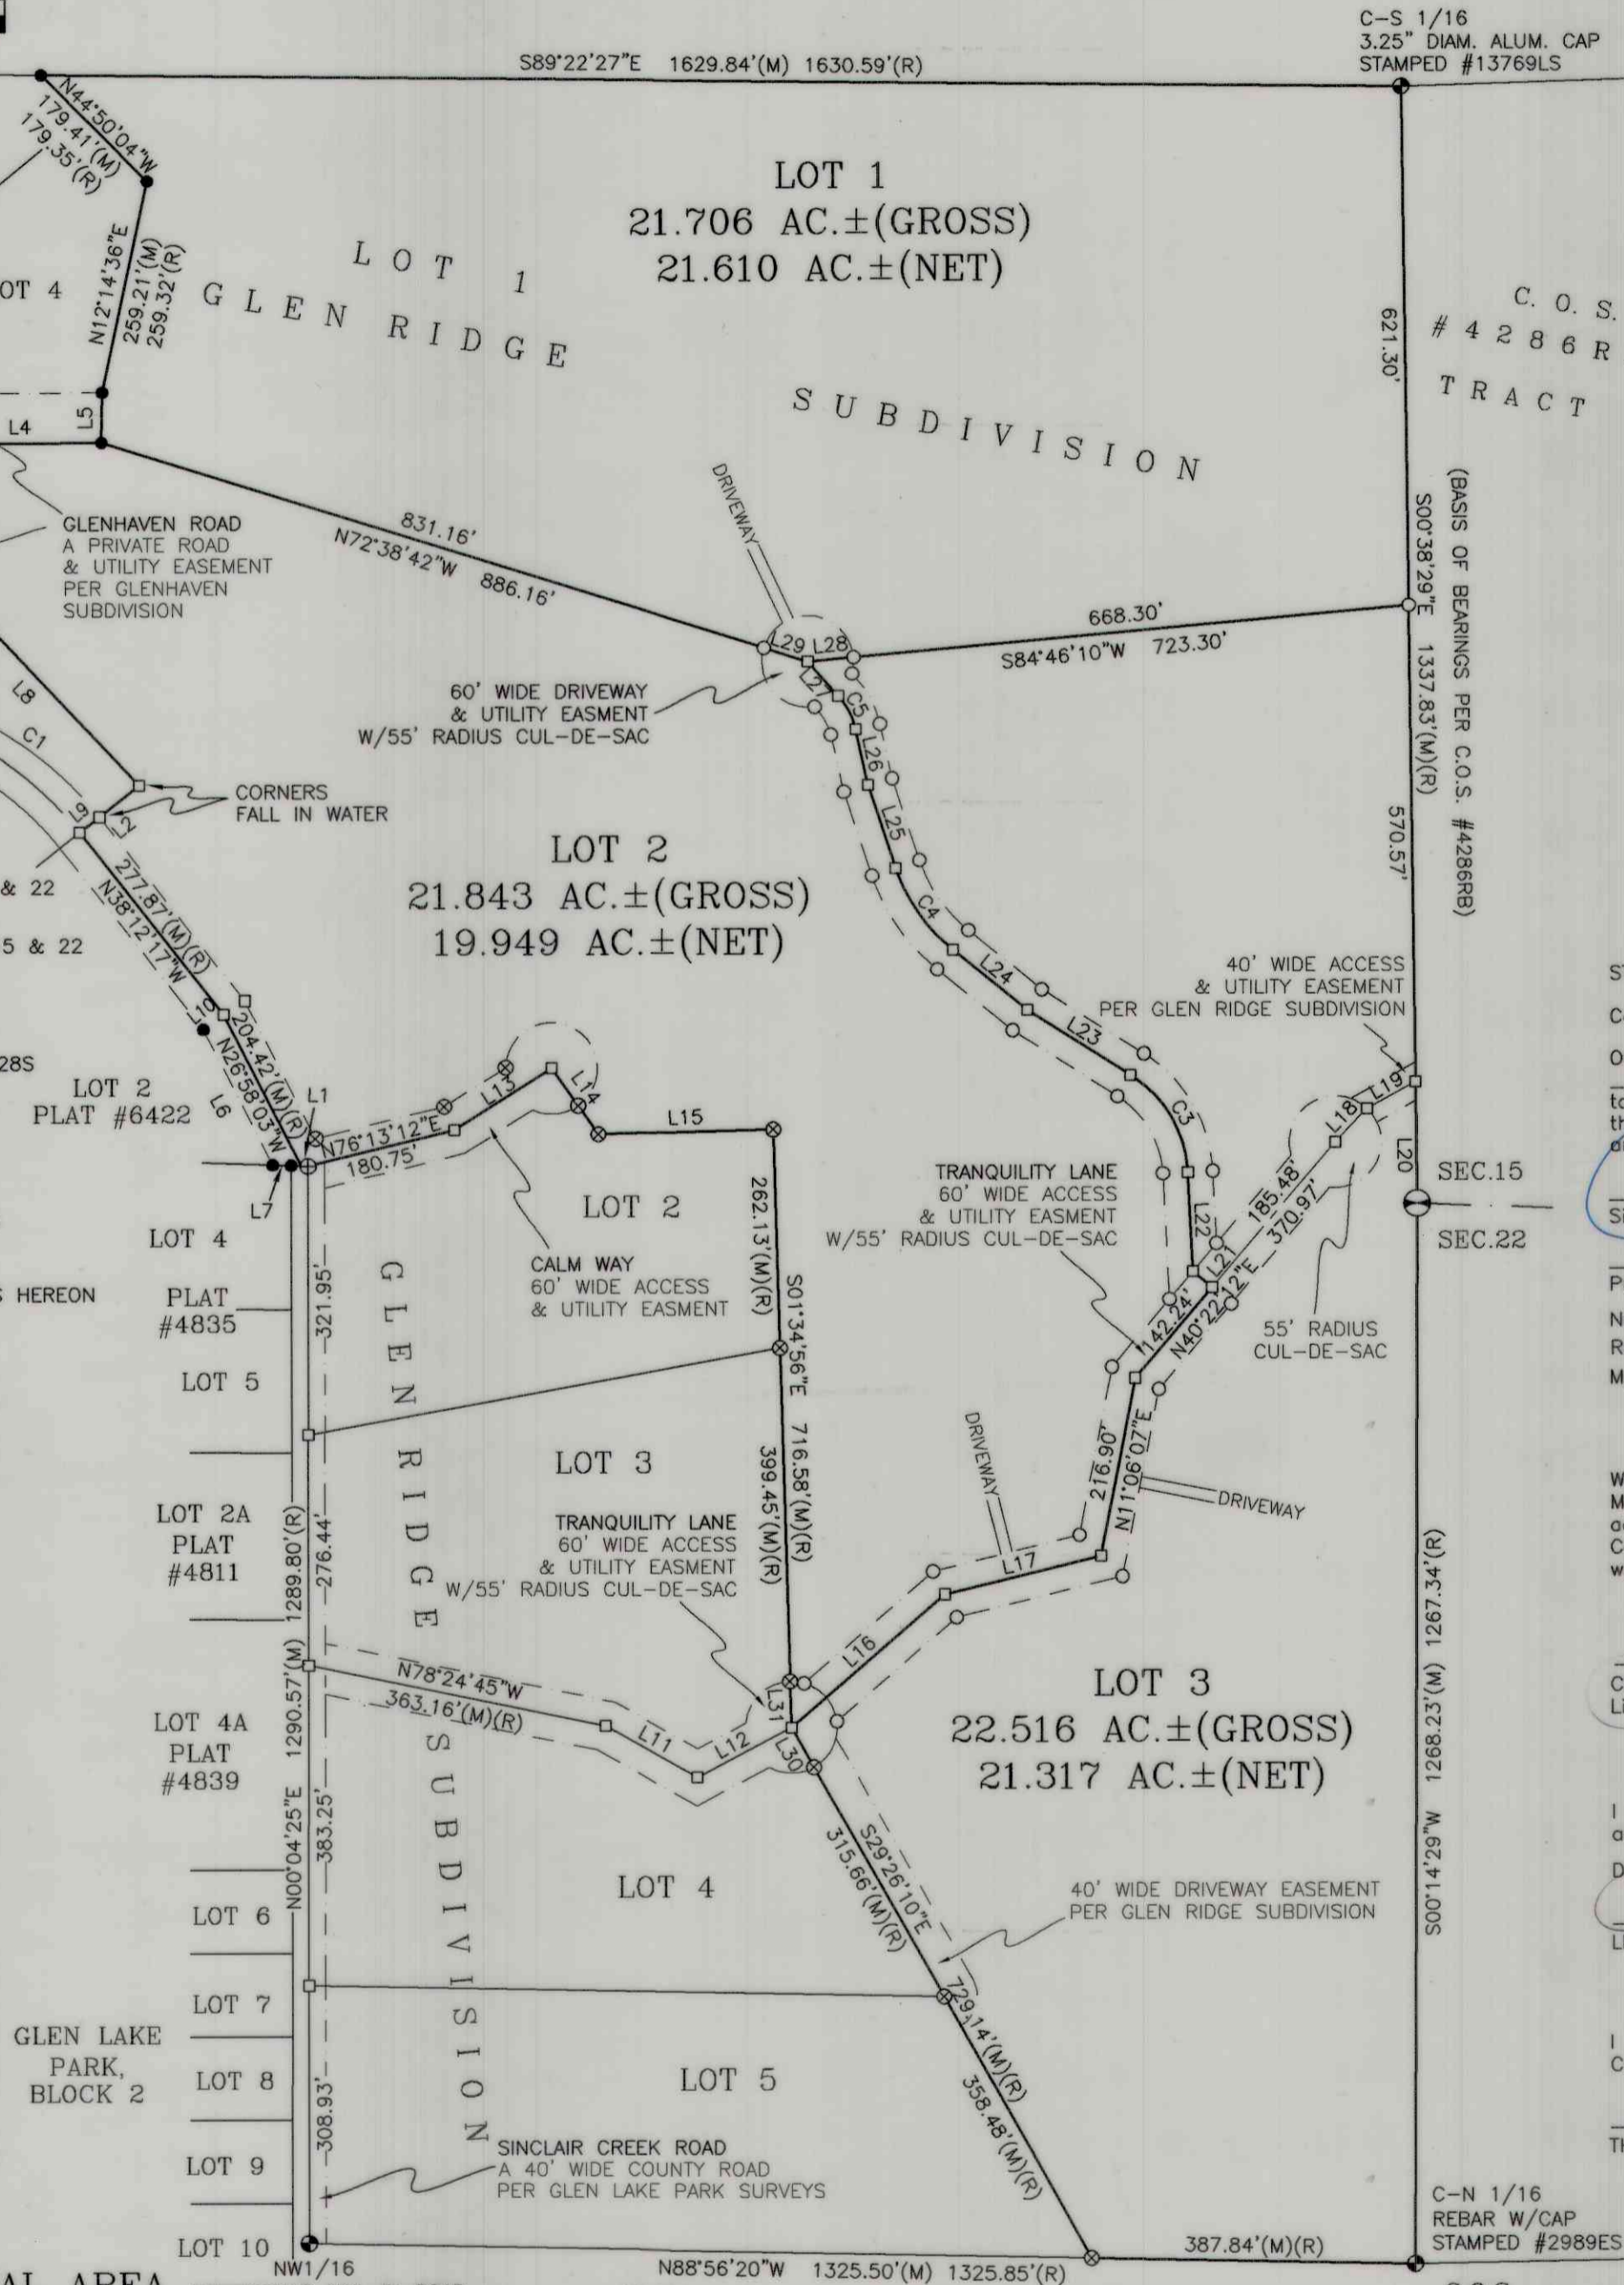 C-S 1/16
3.25" DIAM. ALUM. CAP
STAMPED #13769LS
S89°22'27"E 1629.84'(M) 1630.59'(R)
N44°50'04"W
179.41'(M)
179.35'(R)
LOT 1
21.706 AC.±(GROSS)
21.610 AC.±(NET)
N12°14'36"E
259.21'(M)
259.32'(R)
OT 4
LOT 1
GLEN RIDGE
SUBDIVISION
621.30'
C. O. S.
#4286R
TRACT
L4
L5
GLENHAVEN ROAD
A PRIVATE ROAD
& UTILITY EASEMENT
PER GLENHAVEN
SUBDIVISION
831.16'
N72°38'42"W 886.16'
DRIVEWAY
(BASIS OF BEARINGS PER C.O.S. #4286RB)
S00°38'29"E 1337.83'(M)(R)
668.30'
S84°46'10"W 723.30'
L29
L28
L27
C5
L26
L25
C4
L24
L23
C3
L22
L21
60' WIDE DRIVEWAY
& UTILITY EASMENT
W/55' RADIUS CUL-DE-SAC
L8
C1
L9
L2
CORNERS
FALL IN WATER
570.57'
LOT 2
21.843 AC.±(GROSS)
19.949 AC.±(NET)
& 22
5 & 22
277.87'(M)(R)
N38°12'17"W
L10
204.42'(M)(R)
N26°58'03"W
L6
L1
L7
40' WIDE ACCESS
& UTILITY EASEMENT
PER GLEN RIDGE SUBDIVISION
28S
LOT 2
PLAT #6422
N76°13'12"E
180.75'
L13
L14
L15
L18
L19
L20
SEC.15
SEC.22
185.48'
370.97'
N40°22'12"E
142.24'
TRANQUILITY LANE
60' WIDE ACCESS
& UTILITY EASMENT
W/55' RADIUS CUL-DE-SAC
55' RADIUS
CUL-DE-SAC
LOT 2
262.13'(M)(R)
CALM WAY
60' WIDE ACCESS
& UTILITY EASMENT
LOT 4
HEREON
PLAT
#4835
LOT 5
321.95'
S01°34'56"E 716.58'(M)(R)
399.45'(M)(R)
LOT 3
GLEN RIDGE SUBDIVISION
TRANQUILITY LANE
60' WIDE ACCESS
& UTILITY EASMENT
W/55' RADIUS CUL-DE-SAC
216.90'
N11°06'07"E
DRIVEWAY
DRIVEWAY
L17
L16
LOT 2A
PLAT
#4811
276.44'
N00°04'25"E 1290.57'(M) 1289.80'(R)
N78°24'45"W
363.16'(M)(R)
L11
L12
L31
L30
LOT 3
22.516 AC.±(GROSS)
21.317 AC.±(NET)
S00°14'29"W 1268.23'(M) 1267.34'(R)
LOT 4A
PLAT
#4839
383.25'
LOT 4
S29°26'10"E
315.66'(M)(R)
729.14'(M)(R)
358.48'(M)(R)
40' WIDE DRIVEWAY EASEMENT
PER GLEN RIDGE SUBDIVISION
LOT 6
LOT 7
GLEN LAKE
PARK,
BLOCK 2
LOT 8
LOT 9
LOT 10
308.93'
LOT 5
SINCLAIR CREEK ROAD
A 40' WIDE COUNTY ROAD
PER GLEN LAKE PARK SURVEYS
387.84'(M)(R)
C-N 1/16
REBAR W/CAP
STAMPED #2989ES
NW1/16
N88°56'20"W 1325.50'(M) 1325.85'(R)
AREA